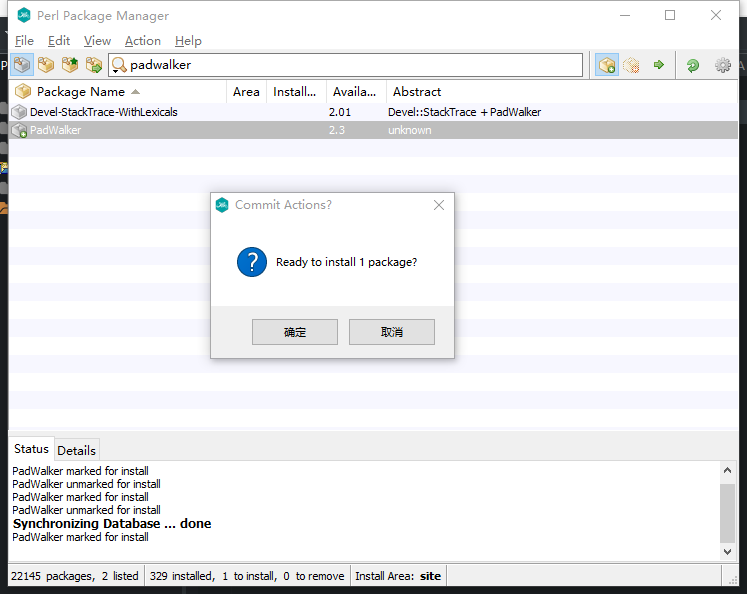 Perl Package Manager
File Edit View Action Help
padwalker
Package Name Area Install... Availa... Abstract
Devel-StackTrace-WithLexicals 2.01 Devel::StackTrace + PadWalker
PadWalker 2.3 unknown
Commit Actions?
Ready to install 1 package?
确定 取消
Status Details
PadWalker marked for install
PadWalker unmarked for install
PadWalker marked for install
PadWalker unmarked for install
Synchronizing Database ... done
PadWalker marked for install
22145 packages, 2 listed 329 installed, 1 to install, 0 to remove Install Area: site